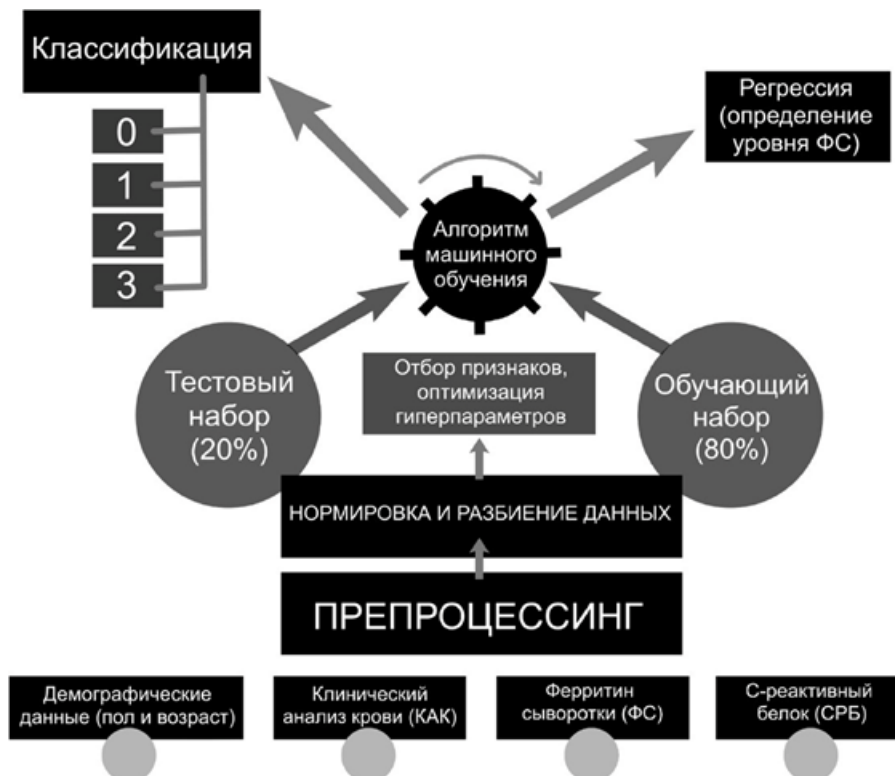 Классификация
0
1
2
3
Регрессия
(определение
уровня ФС)
Алгоритм
машинного
обучения
Тестовый
набор
(20%)
Отбор признаков,
оптимизация
гиперпараметров
Обучающий
набор
(80%)
НОРМИРОВКА И РАЗБИЕНИЕ ДАННЫХ
ПРЕПРОЦЕССИНГ
Демографические
данные (пол и возраст)
Клинический
анализ крови (КАК)
Ферритин
сыворотки (ФС)
С-реактивный
белок (СРБ)